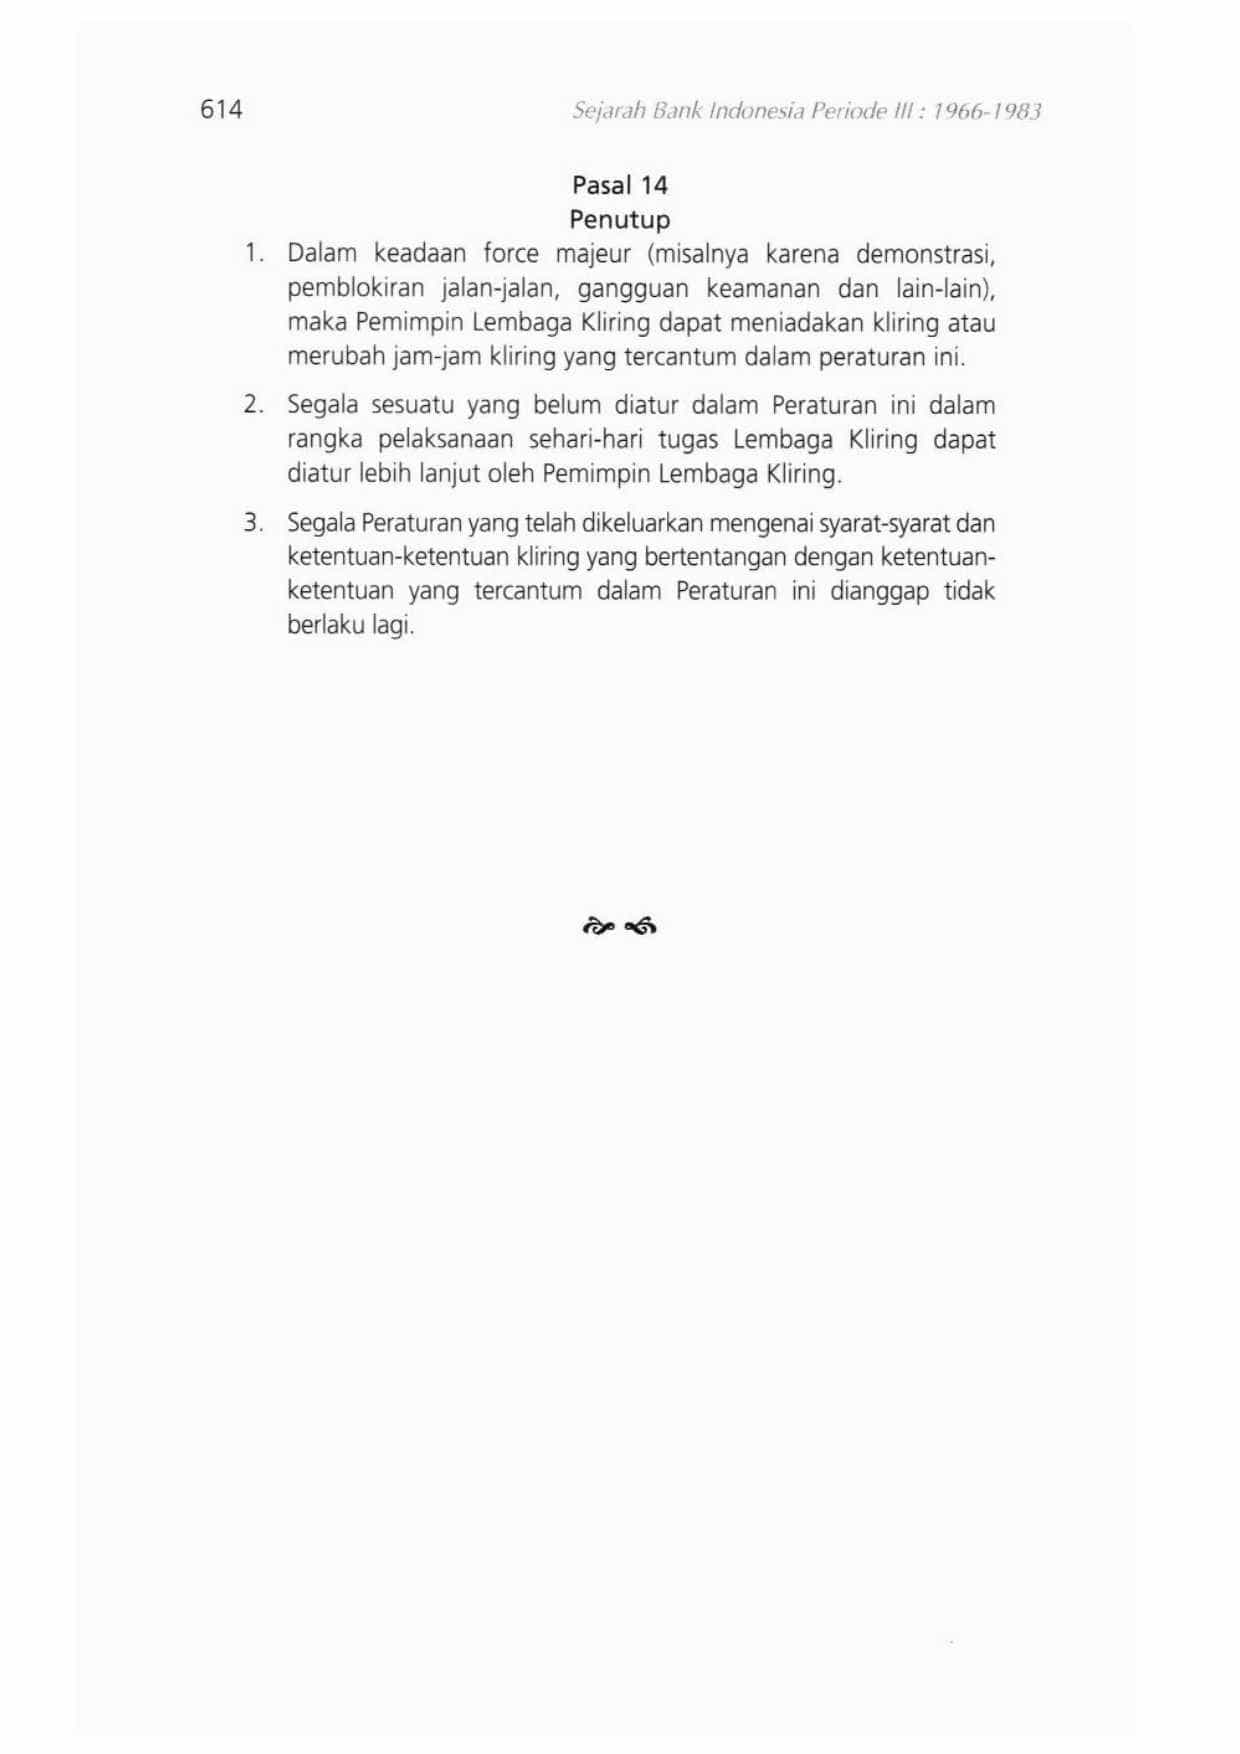 614
Sejarah Bank Indonesia Periode III : 1966-1983
Pasal 14
Penutup
1. Dalam keadaan force majeur (misalnya karena demonstrasi,
pemblokiran jalan-jalan, gangguan keamanan dan lain-lain),
maka Pemimpin Lembaga Kliring dapat meniadakan kliring atau
merubah jam-jam kliring yang tercantum dalam peraturan ini.
2. Segala sesuatu yang belum diatur dalam Peraturan ini dalam
rangka pelaksanaan sehari-hari tugas Lembaga Kliring dapat
diatur lebih lanjut oleh Pemimpin Lembaga Kliring.
3. Segala Peraturan yang telah dikeluarkan mengenai syarat-syarat dan
ketentuan-ketentuan kliring yang bertentangan dengan ketentuan-
ketentuan yang tercantum dalam Peraturan ini dianggap tidak
berlaku lagi.